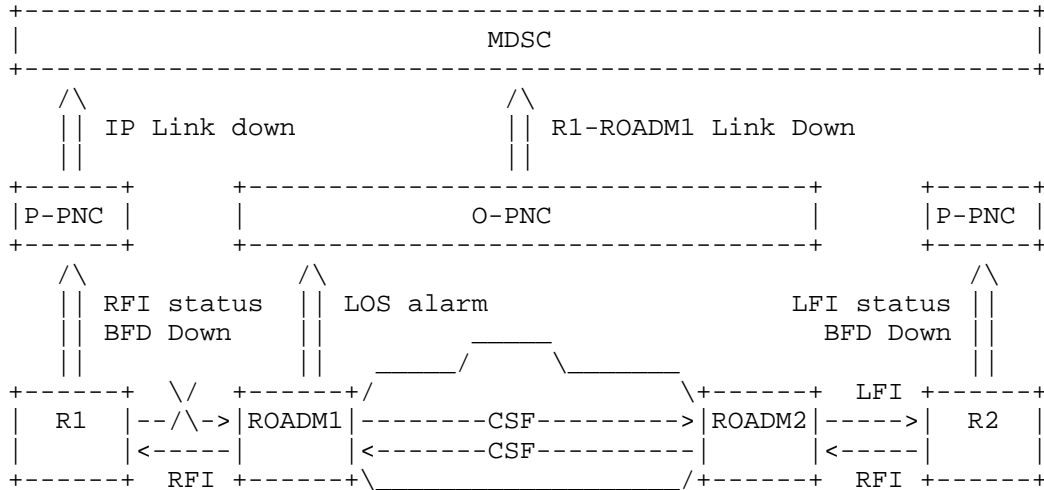 MDSC
IP Link down R1-ROADM1 Link Down
P-PNC O-PNC P-PNC
RFI status LOS alarm LFI status
BFD Down BFD Down
LFI
R1 ROADM1 CSF ROADM2 R2
CSF
RFI RFI